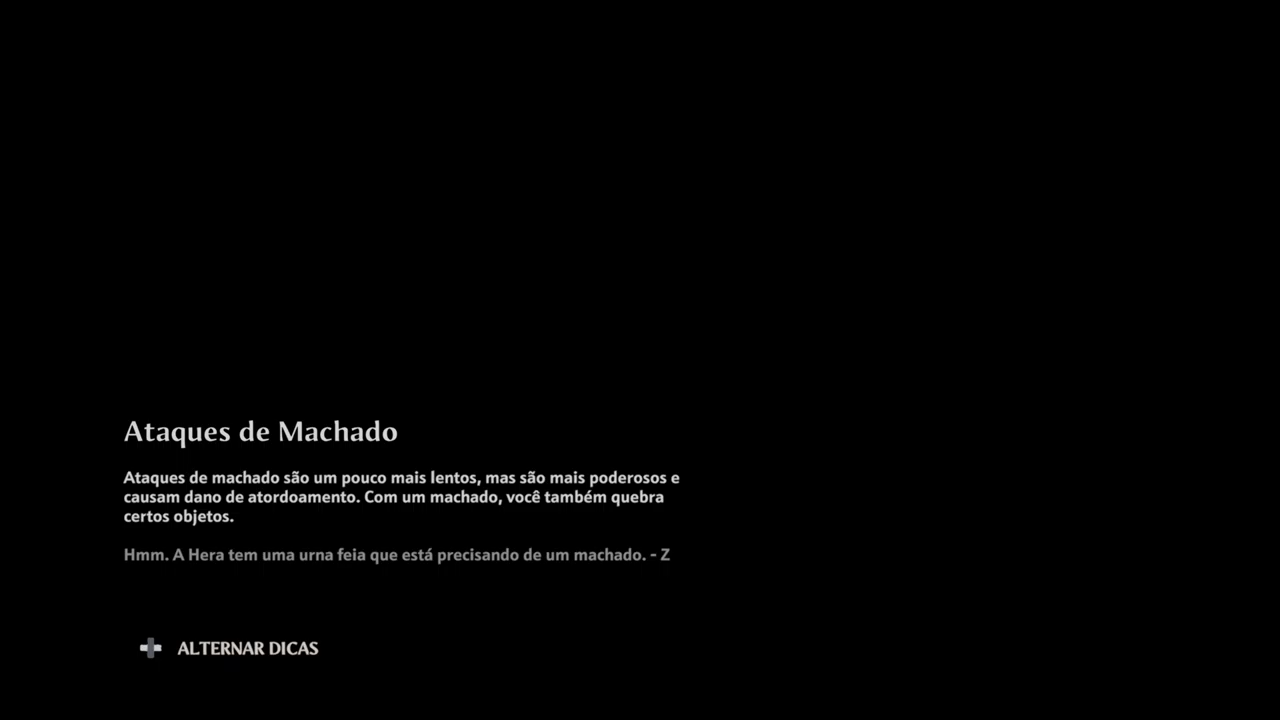 Ataques de Machado
Ataques de machado são um pouco mais lentos, mas são mais poderosos e
causam dano de atordoamento. Com um machado, você também quebra
certos objetos.
Hmm. A Hera tem uma urna feia que está precisando de um machado. - Z
ALTERNAR DICAS